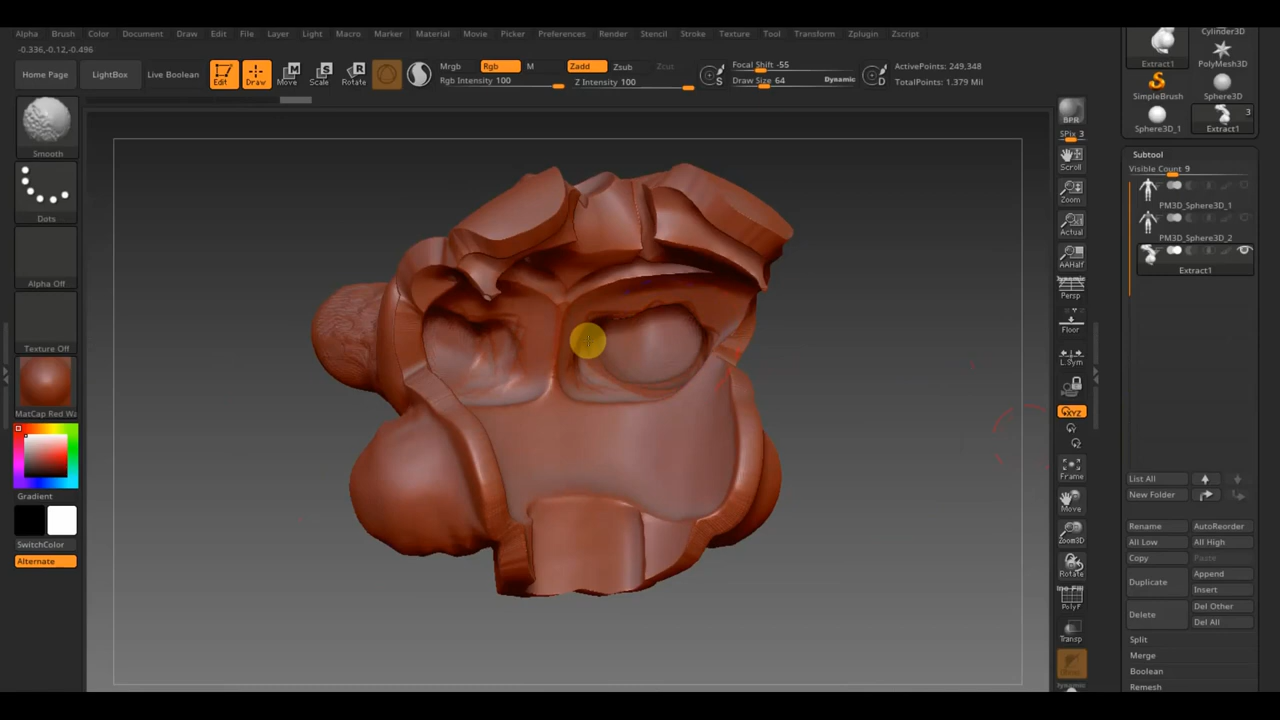 Alpha Brush Color Document Draw Edit File Layer Light Macro Marker Material Movie Picker Preferences Render Stencil Stroke Texture Tool Transform Zplugin Zscript
-0.336,-0.12,-0.496
Home Page
LightBox
Live Boolean
Edit
Draw
Move
Scale
Rotate
Mrgb Rgb M
Rgb Intensity 100
Zadd Zsub Zcut
Z Intensity 100
S
Focal Shift -55
Draw Size 64
Dynamic
D
ActivePoints: 249,348
TotalPoints: 1.379 Mil
Smooth
Dots
Alpha Off
Texture Off
MatCap Red Wa
Gradient
SwitchColor
Alternate
BPR
SPix 3
Scroll
Zoom
Actual
AAHalf
Dynamic
Persp
Floor
L.Sym
XYZ
Y
Z
Frame
Move
Zoom3D
Rotate
PolyF
Transp
Dynamic
Extract1
Cylinder3D
PolyMesh3D
SimpleBrush
Sphere3D
Sphere3D_1
3
Extract1
Subtool
Visible Count 9
PM3D_Sphere3D_1
PM3D_Sphere3D_2
Extract1
List All
New Folder
Rename AutoReorder
All Low All High
Copy Paste
Duplicate
Append
Insert
Delete
Del Other
Del All
Split
Merge
Boolean
Remesh